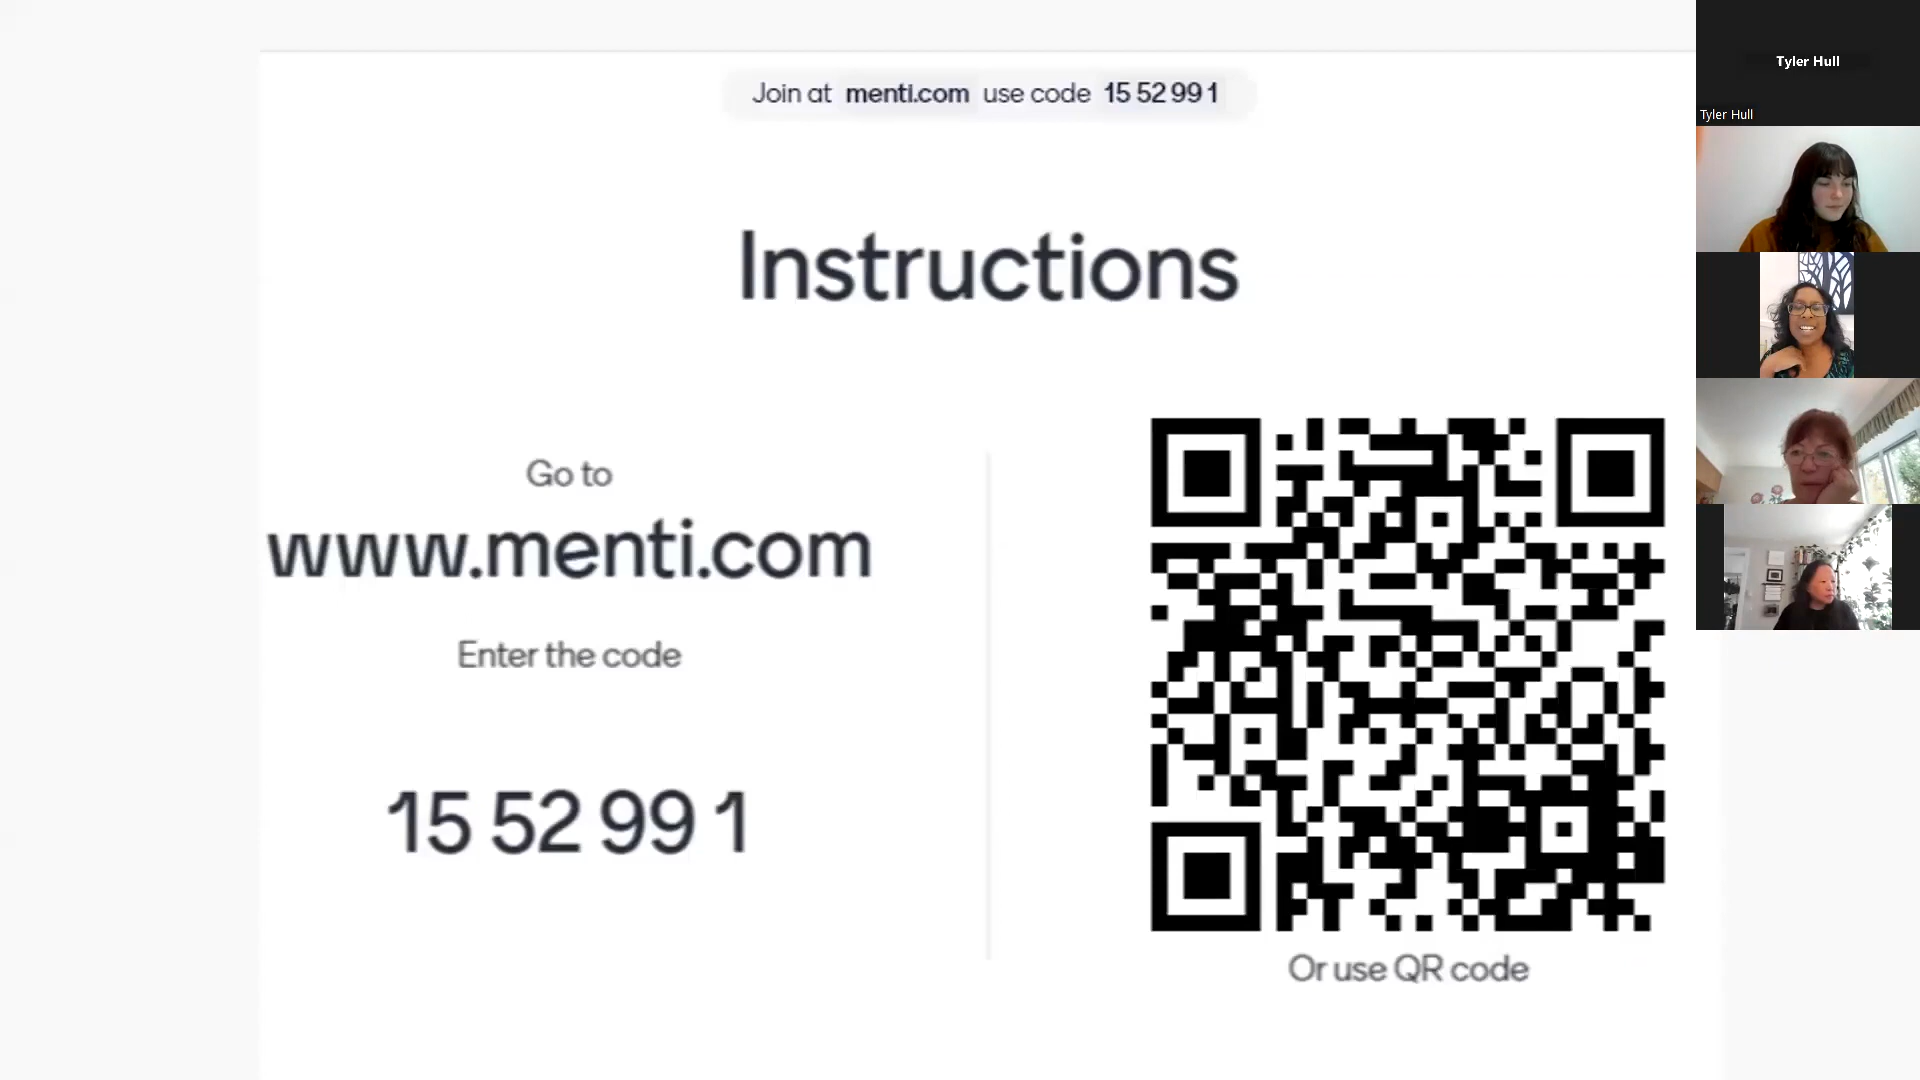 Join at menti.com use code 15 52 99 1
Instructions
Go to
www.menti.com
Enter the code
15 52 99 1
Or use QR code
Tyler Hull
Tyler Hull